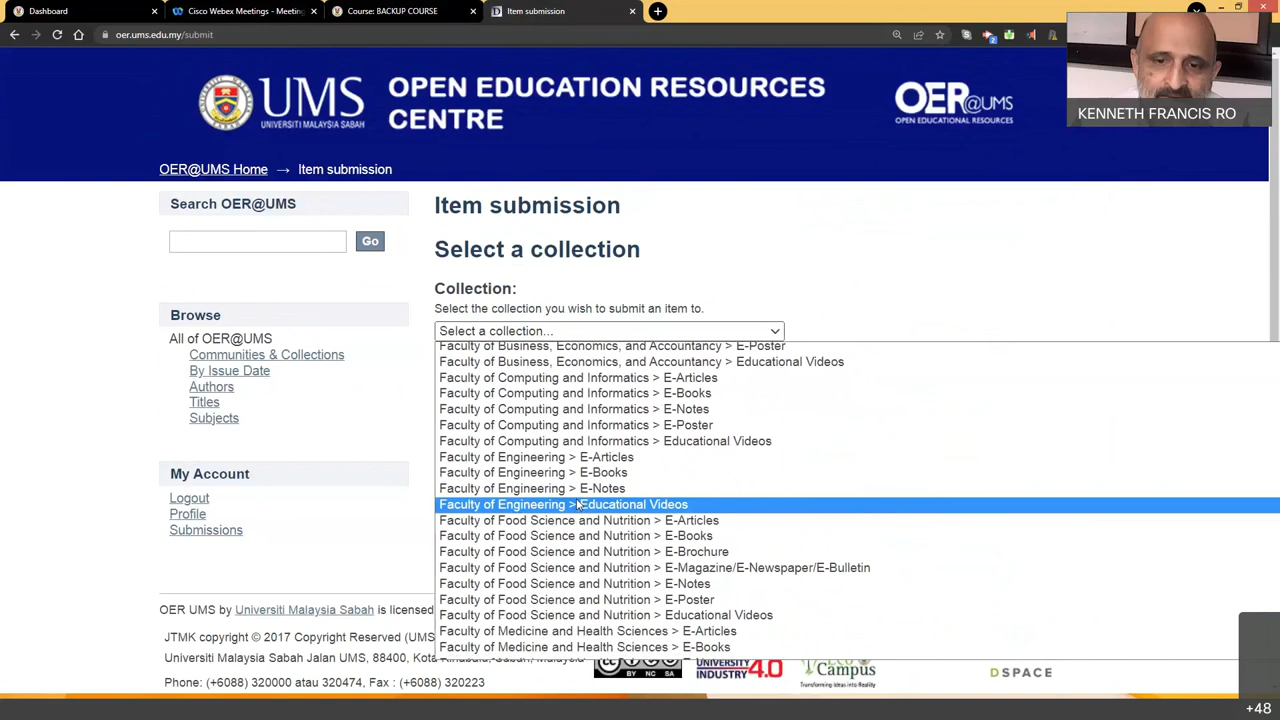 Dashboard
Cisco Webex Meetings - Meeting
Course: BACKUP COURSE
Item submission
oer.ums.edu.my/submit
KENNETH FRANCIS RO
UMS
UNIVERSITI MALAYSIA SABAH
OPEN EDUCATION RESOURCES
CENTRE
OER@UMS
OPEN EDUCATIONAL RESOURCES
OER@UMS Home → Item submission
Search OER@UMS
Go
Browse
All of OER@UMS
Communities & Collections
By Issue Date
Authors
Titles
Subjects
My Account
Logout
Profile
Submissions
Item submission
Select a collection
Collection:
Select the collection you wish to submit an item to.
Select a collection...
Faculty of Business, Economics, and Accountancy > E-Poster
Faculty of Business, Economics, and Accountancy > Educational Videos
Faculty of Computing and Informatics > E-Articles
Faculty of Computing and Informatics > E-Books
Faculty of Computing and Informatics > E-Notes
Faculty of Computing and Informatics > E-Poster
Faculty of Computing and Informatics > Educational Videos
Faculty of Engineering > E-Articles
Faculty of Engineering > E-Books
Faculty of Engineering > E-Notes
Faculty of Engineering > Educational Videos
Faculty of Food Science and Nutrition > E-Articles
Faculty of Food Science and Nutrition > E-Books
Faculty of Food Science and Nutrition > E-Brochure
Faculty of Food Science and Nutrition > E-Magazine/E-Newspaper/E-Bulletin
Faculty of Food Science and Nutrition > E-Notes
Faculty of Food Science and Nutrition > E-Poster
Faculty of Food Science and Nutrition > Educational Videos
Faculty of Medicine and Health Sciences > E-Articles
Faculty of Medicine and Health Sciences > E-Books
OER UMS by Universiti Malaysia Sabah is licensed
JTMK copyright © 2017 Copyright Reserved (UMS
Universiti Malaysia Sabah Jalan UMS, 88400, Kota
Phone: (+6088) 320000 atau 320474, Fax : (+6088) 320223
BY NC SA
UNIVERSITY
INDUSTRY 4.0
Campus
Transforming Ideas into Reality
DSPACE
+48